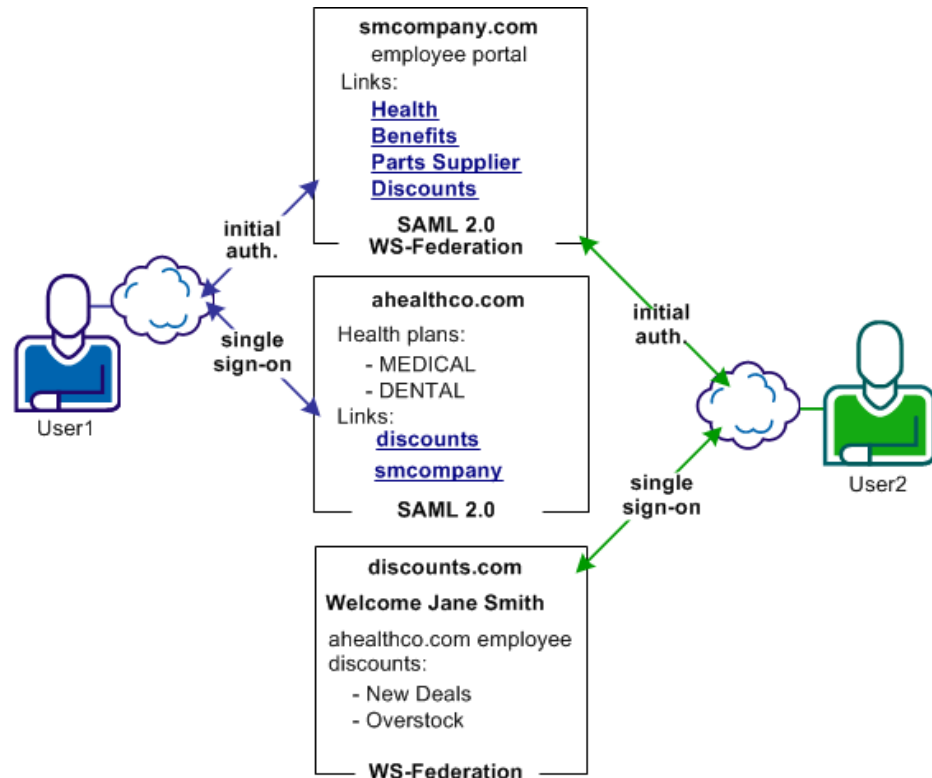 smcompany.com
employee portal
Links:
Health
Benefits
Parts Supplier
Discounts
SAML 2.0
WS-Federation
initial
auth.
single
sign-on
User1
ahealthco.com
Health plans:
- MEDICAL
- DENTAL
Links:
discounts
smcompany
SAML 2.0
initial
auth.
single
sign-on
User2
discounts.com
Welcome Jane Smith
ahealthco.com employee
discounts:
- New Deals
- Overstock
WS-Federation